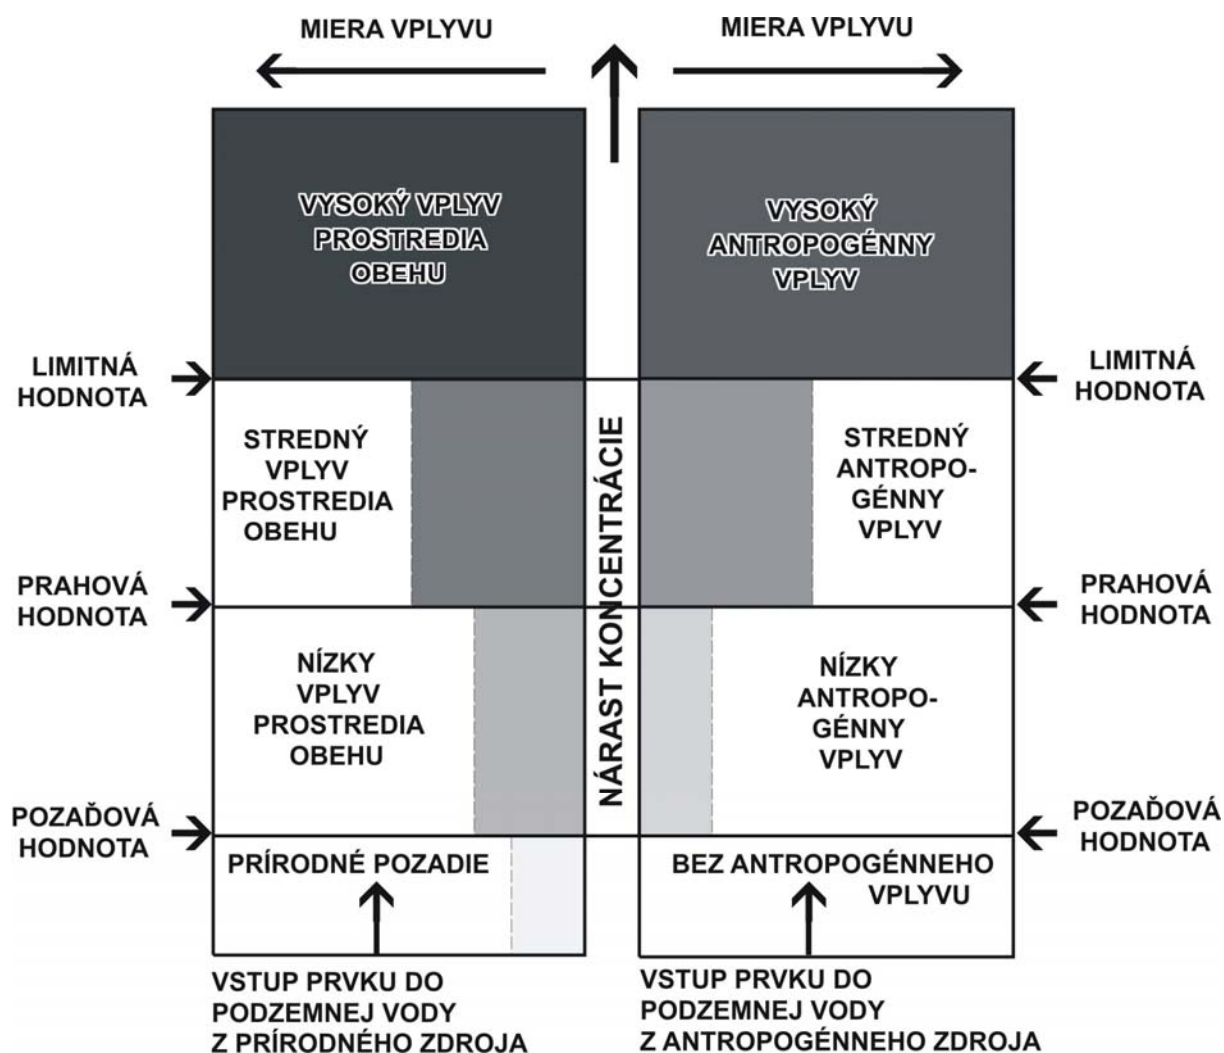 MIERA VPLYVU
MIERA VPLYVU
VYSOKÝ VPLYV
PROSTREDIA
OBEHU
VYSOKÝ
ANTROPOGÉNNY
VPLYV
LIMITNÁ
HODNOTA
LIMITNÁ
HODNOTA
STREDNÝ
VPLYV
PROSTREDIA
OBEHU
NÁRAST KONCENTRÁCIE
STREDNÝ
ANTROPO-
GÉNNY
VPLYV
PRAHOVÁ
HODNOTA
PRAHOVÁ
HODNOTA
NÍZKY
VPLYV
PROSTREDIA
OBEHU
NÍZKY
ANTROPO-
GÉNNY
VPLYV
POZAĎOVÁ
HODNOTA
POZAĎOVÁ
HODNOTA
PRÍRODNÉ POZADIE
BEZ ANTROPOGÉNNEHO
VPLYVU
VSTUP PRVKU DO
PODZEMNEJ VODY
Z PRÍRODNÉHO ZDROJA
VSTUP PRVKU DO
PODZEMNEJ VODY
Z ANTROPOGÉNNEHO ZDROJA